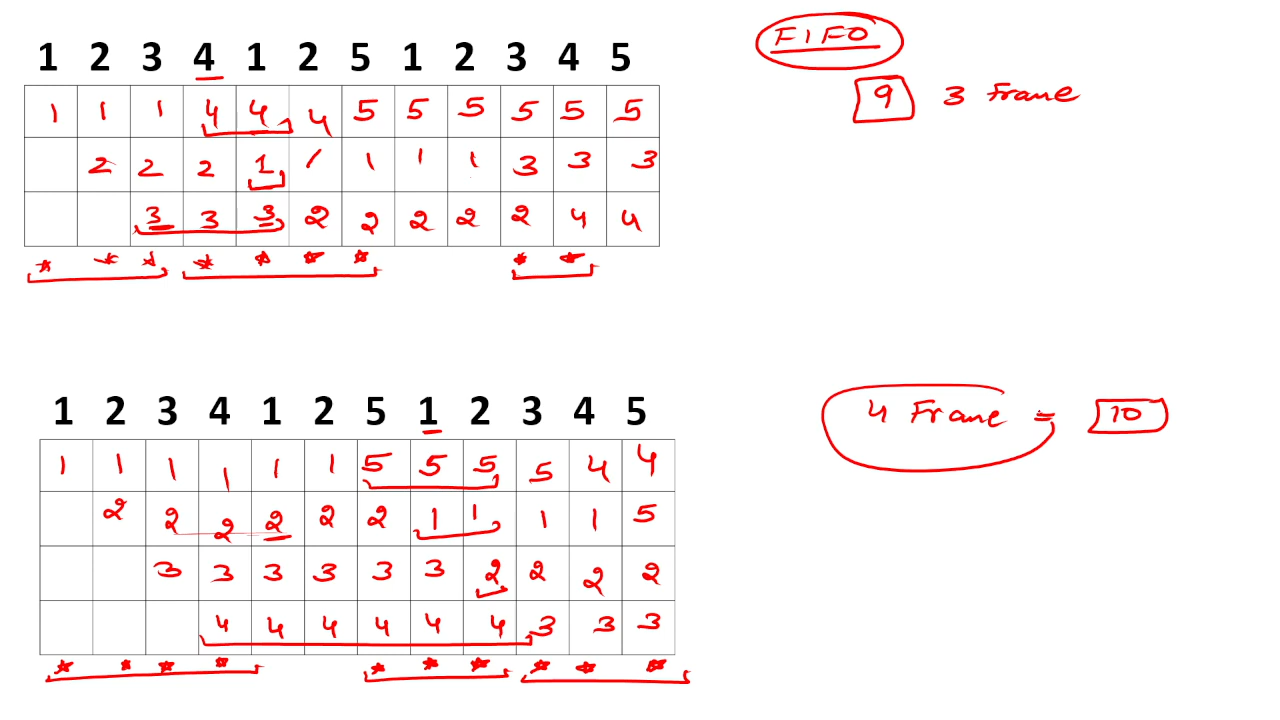 FIFO
1 2 3 4 1 2 5 1 2 3 4 5
9 3 Frame
1 1 1 4 4 4 5 5 5 5 5 5
2 2 2 1 1 1 1 1 3 3 3
3 3 3 2 2 2 2 2 4 4
* * * * * * * * *
1 2 3 4 1 2 5 1 2 3 4 5
4 Frame = 10
1 1 1 1 1 1 5 5 5 5 4 4
2 2 2 2 2 2 1 1 1 1 5
3 3 3 3 3 3 2 2 2 2
4 4 4 4 4 4 3 3 3
* * * * * * * * * *